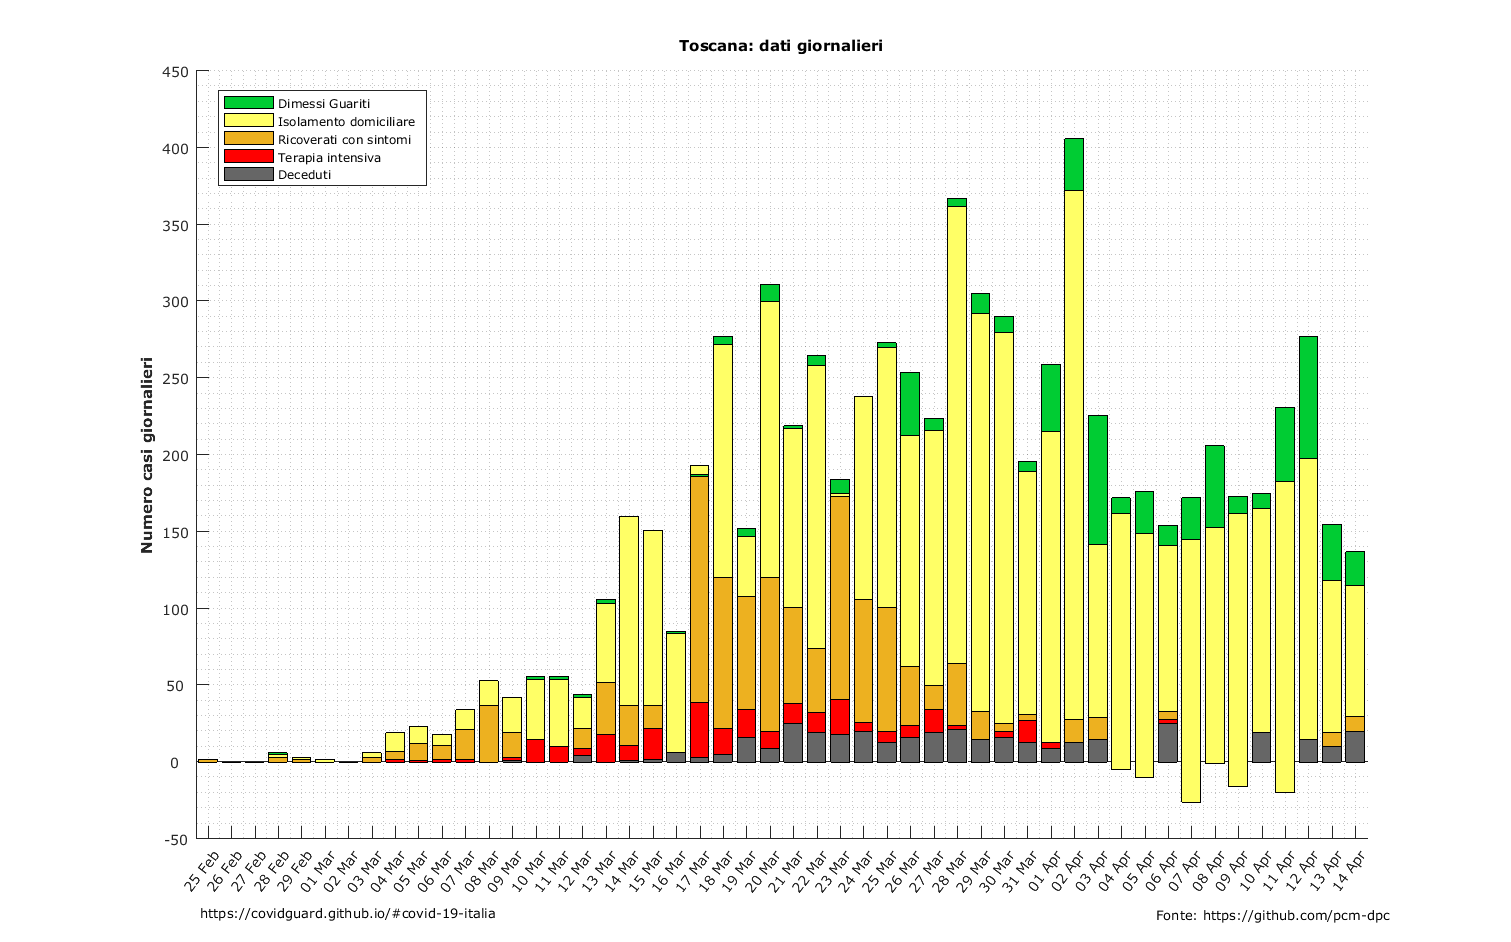 Toscana: dati giornalieri
450
400
350
300
250
200
150
100
50
0
-50
Numero casi giornalieri
Dimessi Guariti
Isolamento domiciliare
Ricoverati con sintomi
Terapia intensiva
Deceduti
25 Feb
26 Feb
27 Feb
28 Feb
29 Feb
01 Mar
02 Mar
03 Mar
04 Mar
05 Mar
06 Mar
07 Mar
08 Mar
09 Mar
10 Mar
11 Mar
12 Mar
13 Mar
14 Mar
15 Mar
16 Mar
17 Mar
18 Mar
19 Mar
20 Mar
21 Mar
22 Mar
23 Mar
24 Mar
25 Mar
26 Mar
27 Mar
28 Mar
29 Mar
30 Mar
31 Mar
01 Apr
02 Apr
03 Apr
04 Apr
05 Apr
06 Apr
07 Apr
08 Apr
09 Apr
10 Apr
11 Apr
12 Apr
13 Apr
14 Apr
https://covidguard.github.io/#covid-19-italia
Fonte: https://github.com/pcm-dpc